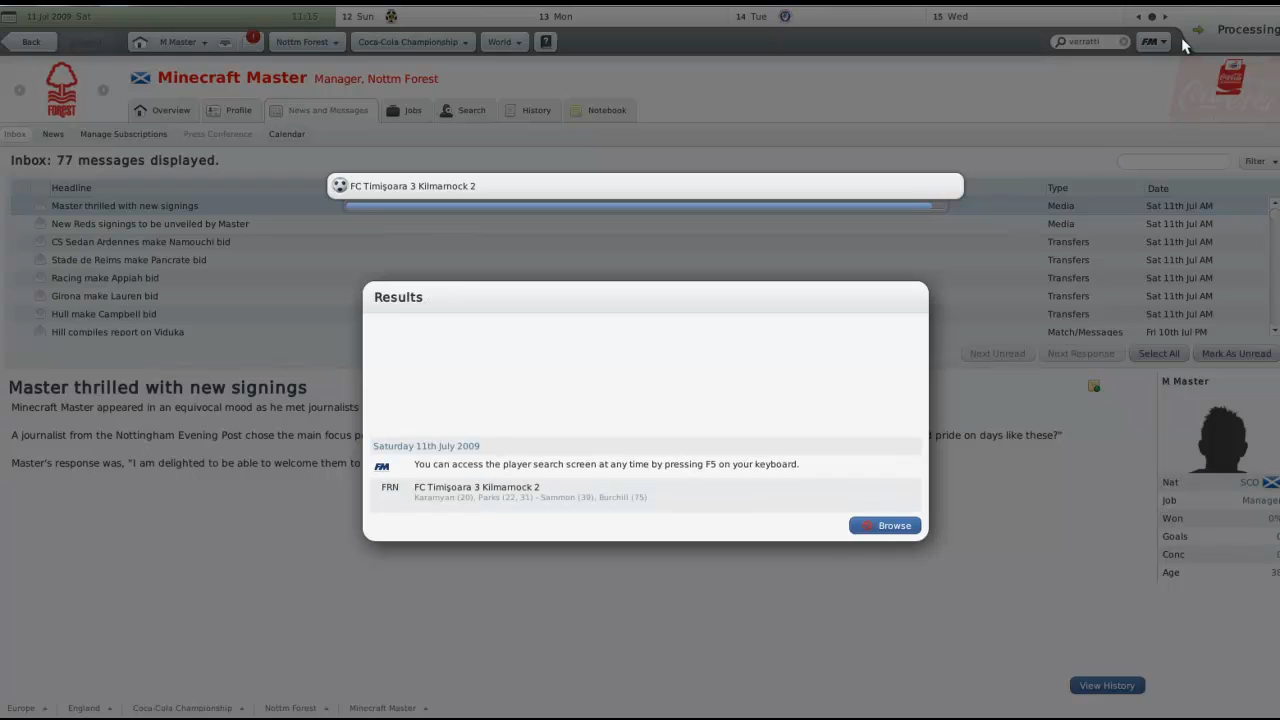 11 Jul 2009 Sat 11:15 12 Sun 13 Mon 14 Tue 15 Wed
Back M Master Nottm Forest Coca-Cola Championship World ? verratti FM Processing
Minecraft Master Manager, Nottm Forest
FOREST
Overview Profile News and Messages Jobs Search History Notebook
Inbox News Manage Subscriptions Press Conference Calendar
Inbox: 77 messages displayed. Filter
Headline Type Date
FC Timişoara 3 Kilmarnock 2
Master thrilled with new signings Media Sat 11th Jul AM
New Reds signings to be unveiled by Master Media Sat 11th Jul AM
CS Sedan Ardennes make Namouchi bid Transfers Sat 11th Jul AM
Stade de Reims make Pancrate bid Transfers Sat 11th Jul AM
Racing make Appiah bid Transfers Sat 11th Jul AM
Girona make Lauren bid Transfers Sat 11th Jul AM
Hull make Campbell bid Transfers Sat 11th Jul AM
Hill compiles report on Viduka Match/Messages Fri 10th Jul PM
Next Unread Next Response Select All Mark As Unread
Results
Saturday 11th July 2009
FM You can access the player search screen at any time by pressing F5 on your keyboard.
FRN FC Timişoara 3 Kilmarnock 2
Karamyan (20), Parks (22, 31) - Sammon (39), Burchill (75)
Browse
Master thrilled with new signings
Minecraft Master appeared in an equivocal mood as he met journalists
A journalist from the Nottingham Evening Post chose the main focus d pride on days like these?"
Master's response was, "I am delighted to be able to welcome them to
M Master
Nat SCO
Job Manager
Won 0%
Goals
Conc
Age 38
View History
Europe England Coca-Cola Championship Nottm Forest Minecraft Master